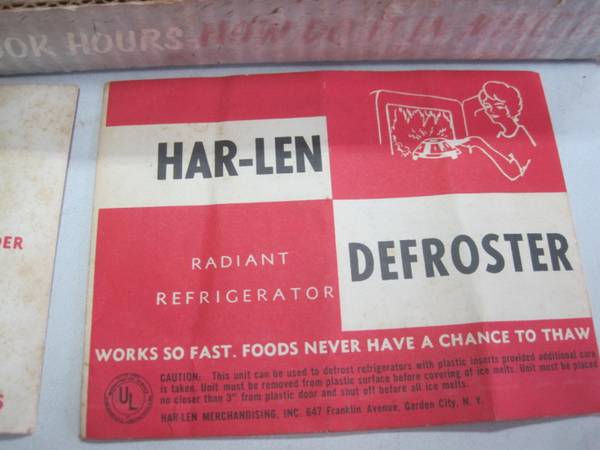 OOK HOURS
HAR-LEN
RADIANT
REFRIGERATOR
DEFROSTER
DER
WORKS SO FAST. FOODS NEVER HAVE A CHANCE TO THAW
CAUTION: This unit can be used to defrost refrigerators with plastic inserts provided additional care
is taken. Unit must be removed from plastic surface before covering of ice melts. Unit must be placed
no closer than 3" from plastic door and shut off before all ice melts.
UL
HAR-LEN MERCHANDISING, INC. 647 Franklin Avenue, Garden City, N. Y.
S